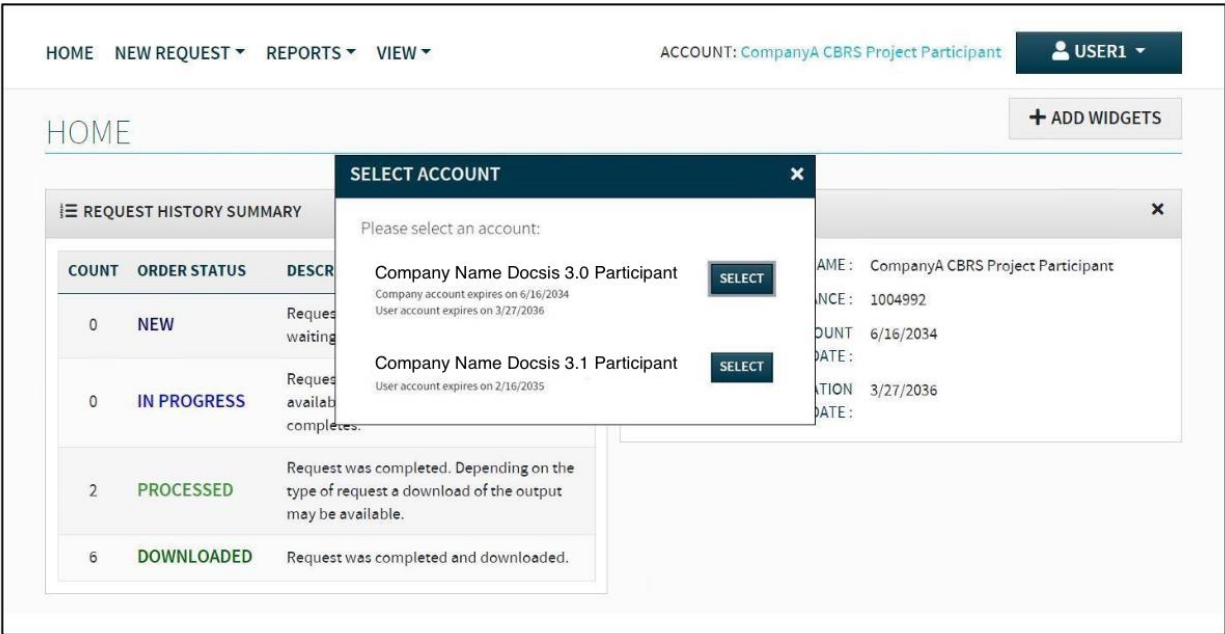 HOME NEW REQUEST REPORTS VIEW ACCOUNT: CompanyA CBRS Project Participant USER1
HOME
+ ADD WIDGETS
SELECT ACCOUNT ×
Please select an account:
Company Name Docsis 3.0 Participant SELECT
Company account expires on 6/16/2034
User account expires on 3/27/2036
Company Name Docsis 3.1 Participant SELECT
User account expires on 2/16/2035
REQUEST HISTORY SUMMARY
COUNT ORDER STATUS DESCR
0 NEW Reques
waiting
0 IN PROGRESS Reques
availab
completes.
2 PROCESSED Request was completed. Depending on the
type of request a download of the output
may be available.
6 DOWNLOADED Request was completed and downloaded.
×
AME : CompanyA CBRS Project Participant
NCE : 1004992
OUNT 6/16/2034
DATE :
ATION 3/27/2036
DATE :